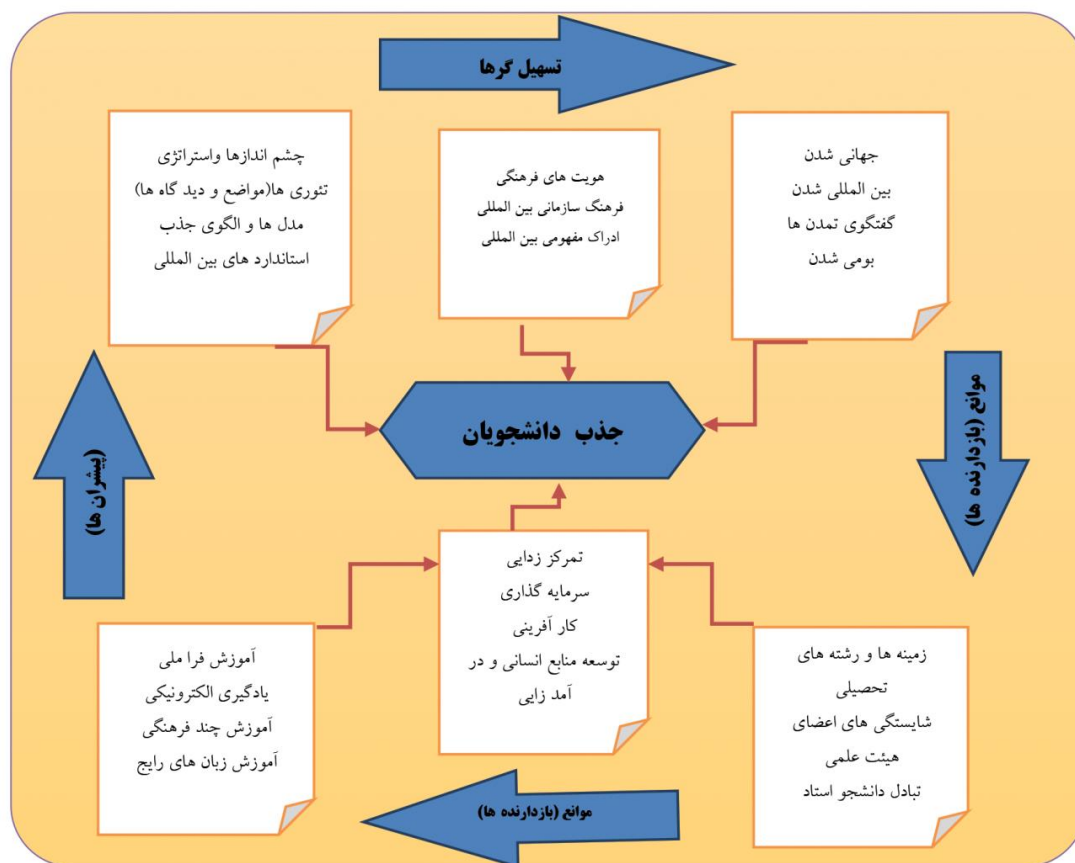 تسهیل گرها
جهانی شدن
بین المللی شدن
گفتگوی تمدن ها
بومی شدن
هویت های فرهنگی
فرهنگ سازمانی بین المللی
ادراک مفهومی بین المللی
چشم اندازها واستراتژی
تئوری ها(مواضع و دید گاه ها)
مدل ها و الگوی جذب
استاندارد های بین المللی
موانع (بازدارنده ها)
جذب دانشجویان
(پیشران ها)
زمینه ها و رشته های
تحصیلی
شایستگی های اعضای
هیئت علمی
تبادل دانشجو استاد
تمرکز زدایی
سرمایه گذاری
کار آفرینی
توسعه منابع انسانی و در
آمد زایی
آموزش فرا ملی
یادگیری الکترونیکی
آموزش چند فرهنگی
آموزش زبان های رایج
موانع (بازدارنده ها)